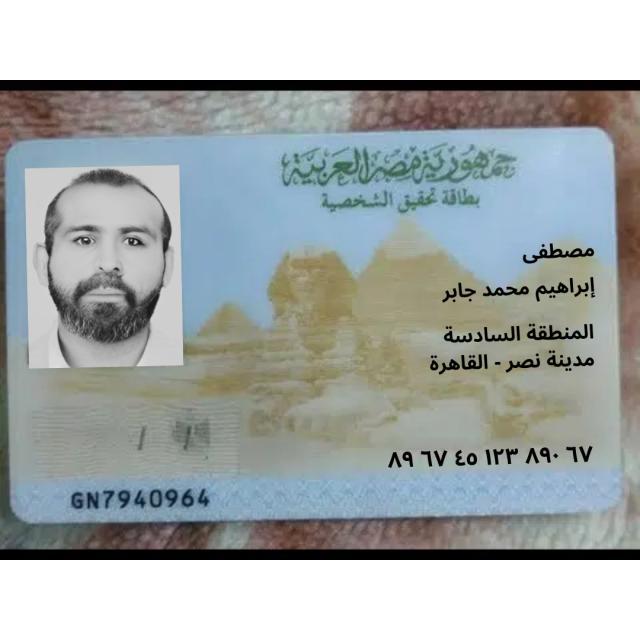 جمهورية مصر العربية
بطاقة تحقيق الشخصية
مصطفى
إبراهيم محمد جابر
المنطقة السادسة
مدينة نصر - القاهرة
٨٩ ٦٧ ٤٥ ١٢٣ ٨٩٠ ٦٧
GN7940964